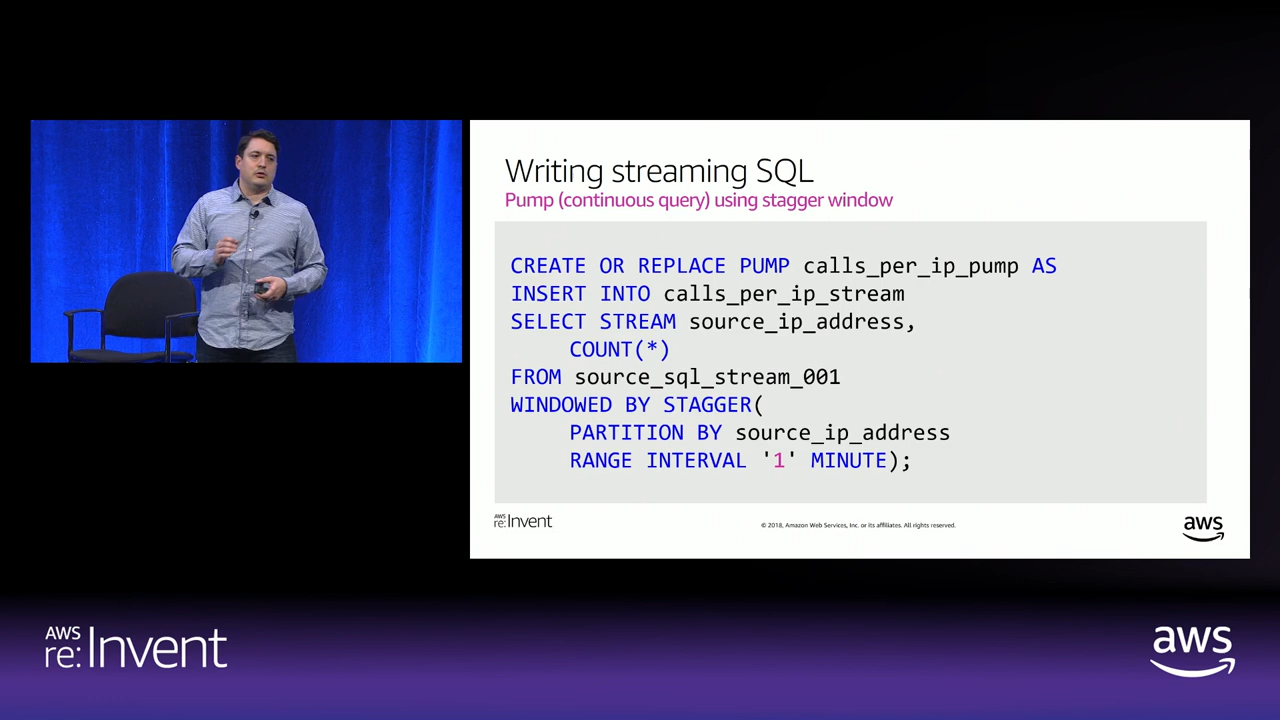 Writing streaming SQL
Pump (continuous query) using stagger window
CREATE OR REPLACE PUMP calls_per_ip_pump AS
INSERT INTO calls_per_ip_stream
SELECT STREAM source_ip_address,
COUNT(*)
FROM source_sql_stream_001
WINDOWED BY STAGGER(
PARTITION BY source_ip_address
RANGE INTERVAL '1' MINUTE);
AWS
re:Invent
© 2018, Amazon Web Services, Inc. or its affiliates. All rights reserved.
aws
AWS
re:Invent
aws